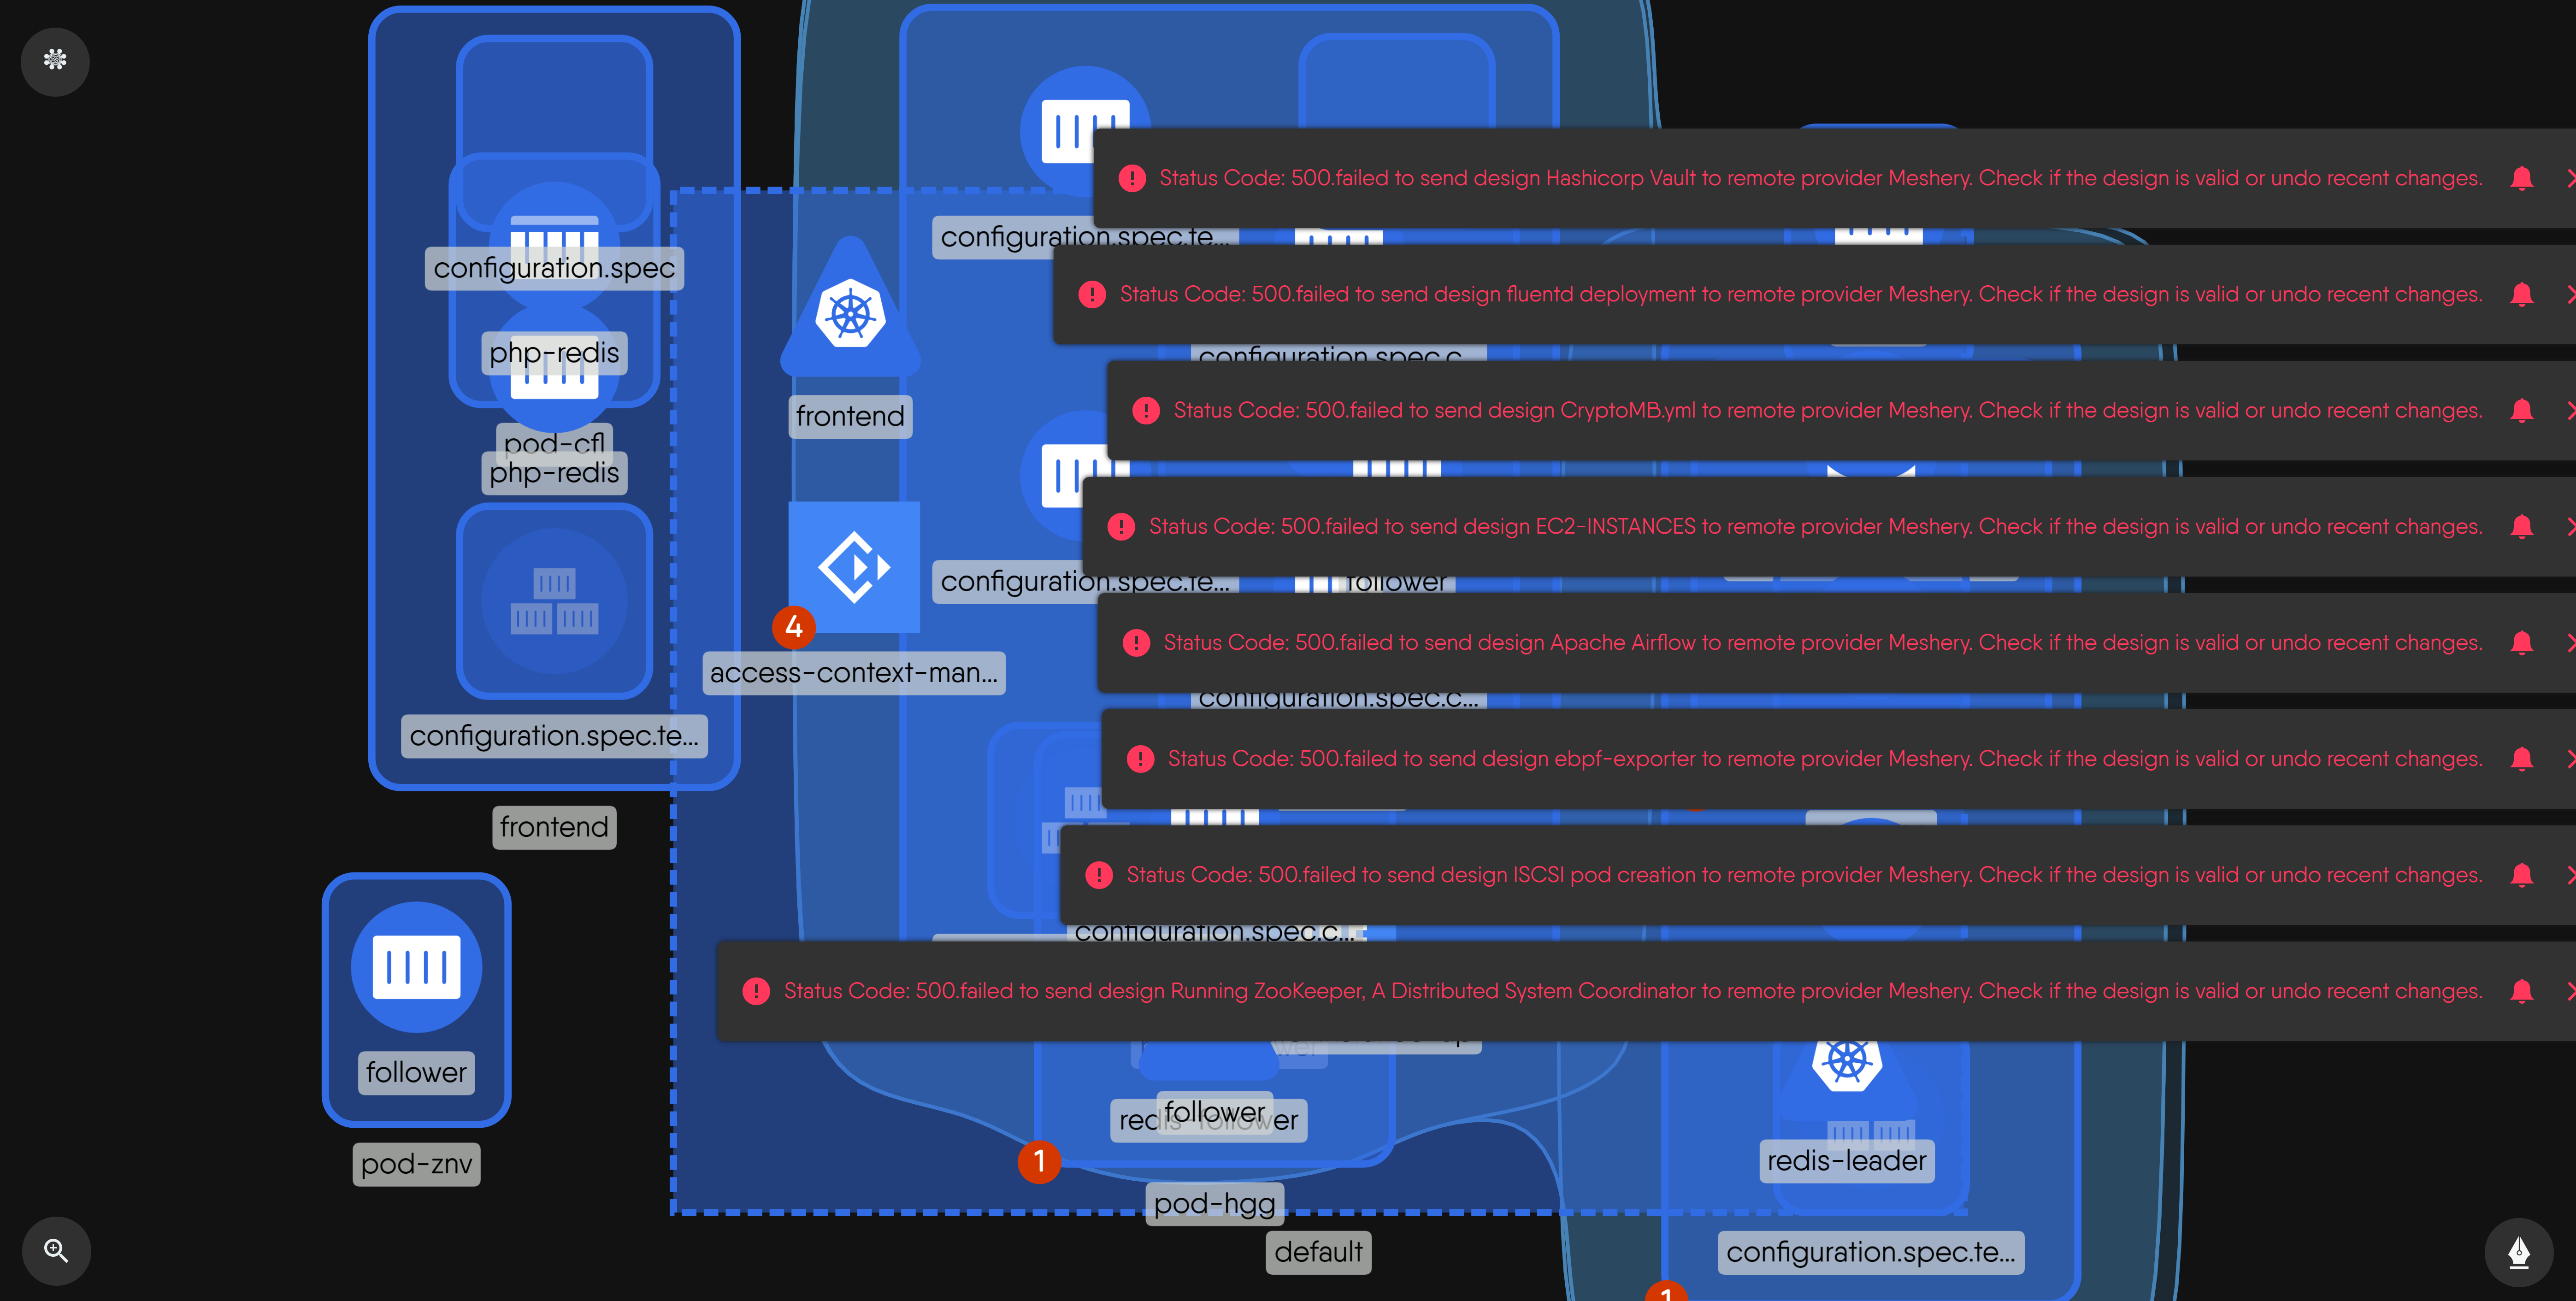 configuration.spec
php-redis
pod-cfl
php-redis
configuration.spec.te...
frontend
follower
pod-znv
frontend
4
access-context-man...
configuration.spec.te...
configuration.spec.c
configuration.spec.te...
follower
configuration.spec.c...
configuration.spec.c...
Status Code: 500.failed to send design Hashicorp Vault to remote provider Meshery. Check if the design is valid or undo recent changes.
Status Code: 500.failed to send design fluentd deployment to remote provider Meshery. Check if the design is valid or undo recent changes.
Status Code: 500.failed to send design CryptoMB.yml to remote provider Meshery. Check if the design is valid or undo recent changes.
Status Code: 500.failed to send design EC2-INSTANCES to remote provider Meshery. Check if the design is valid or undo recent changes.
Status Code: 500.failed to send design Apache Airflow to remote provider Meshery. Check if the design is valid or undo recent changes.
Status Code: 500.failed to send design ebpf-exporter to remote provider Meshery. Check if the design is valid or undo recent changes.
Status Code: 500.failed to send design ISCSI pod creation to remote provider Meshery. Check if the design is valid or undo recent changes.
Status Code: 500.failed to send design Running ZooKeeper, A Distributed System Coordinator to remote provider Meshery. Check if the design is valid or undo recent changes.
follower
redis-follower
1
pod-hgg
default
redis-leader
configuration.spec.te...
1